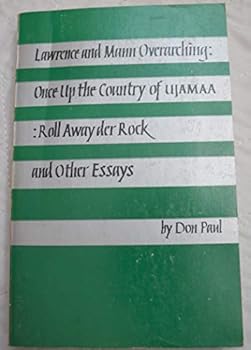 Lawrence and Mann Overarching:
Once Up the Country of UJAMAA
: Roll Away der Rock
and Other Essays
by Don Paul